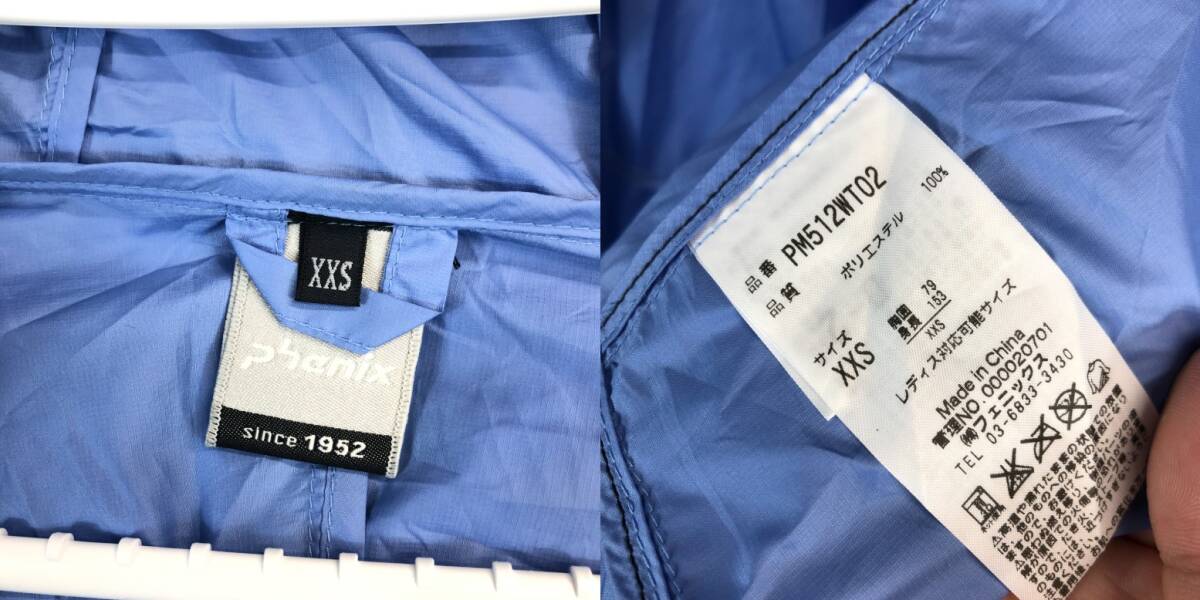 XXS
phenix
since 1952
品番 PM512WT02
品質 ポリエステル 100%
サイズ
XXS
胸囲 79
身長 153
XXS
レディス対応可能サイズ
Made in China
管理NO. 000020701
㈱フェニックス
TEL 03-6833-3430